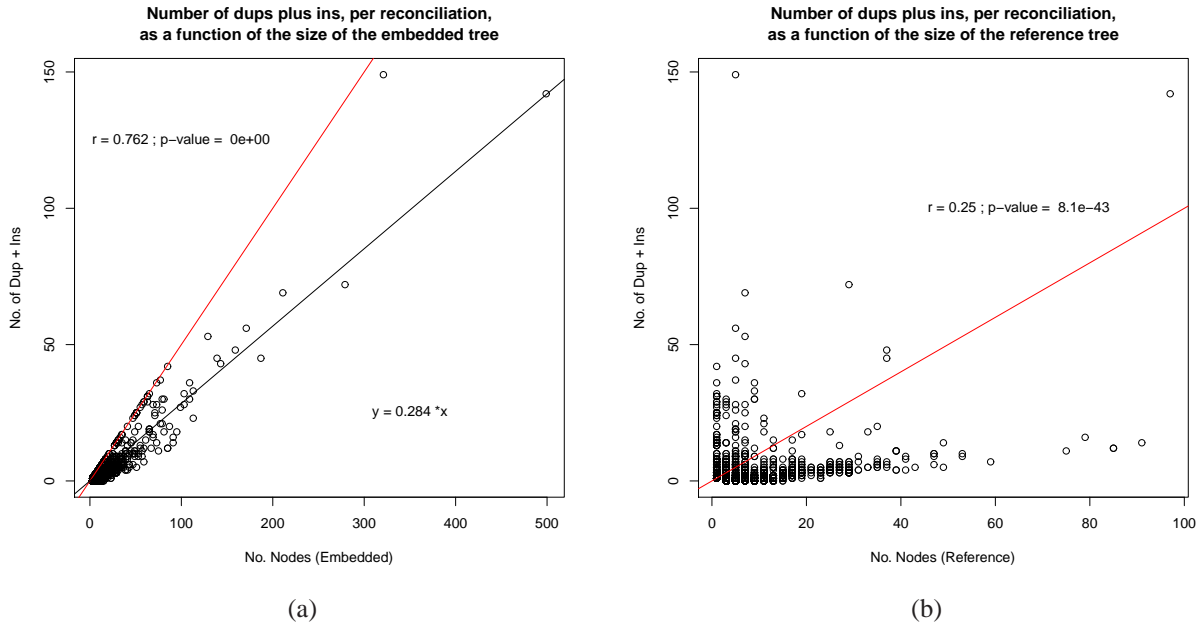 Number of dups plus ins, per reconciliation,
as a function of the size of the embedded tree
r = 0.762 ; p−value = 0e+00
y = 0.284 *x
No. of Dup + Ins
0
50
100
150
0
100
200
300
400
500
No. Nodes (Embedded)
(a)
Number of dups plus ins, per reconciliation,
as a function of the size of the reference tree
r = 0.25 ; p−value = 8.1e−43
No. of Dup + Ins
0
50
100
150
0
20
40
60
80
100
No. Nodes (Reference)
(b)